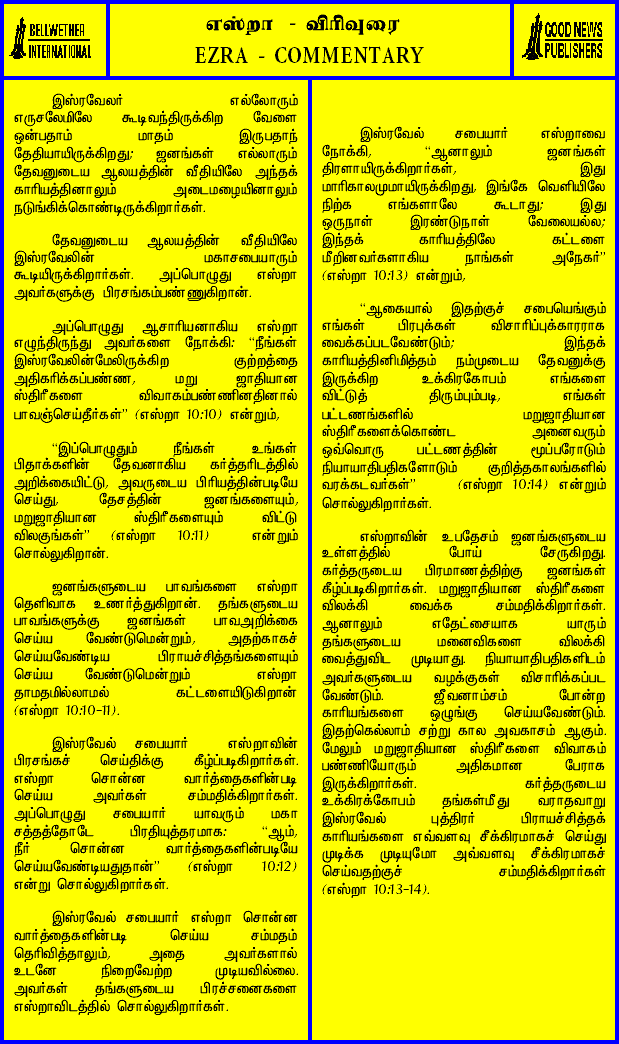 BELLWETHER
INTERNATIONAL
எஸ்றா - விரிவுரை
EZRA - COMMENTARY
GOOD NEWS
PUBLISHERS
இஸ்ரவேலர் எல்லோரும்
எருசலேமிலே கூடிவந்திருக்கிற வேளை
ஒன்பதாம் மாதம் இருபதாந்
தேதியாயிருக்கிறது; ஜனங்கள் எல்லாரும்
தேவனுடைய ஆலயத்தின் வீதியிலே அந்தக்
காரியத்தினாலும் அடைமழையினாலும்
நடுங்கிக்கொண்டிருக்கிறார்கள்.
தேவனுடைய ஆலயத்தின் வீதியிலே
இஸ்ரவேலின் மகாசபையாரும்
கூடியிருக்கிறார்கள். அப்பொழுது எஸ்றா
அவர்களுக்கு பிரசங்கம்பண்ணுகிறான்.
அப்பொழுது ஆசாரியனாகிய எஸ்றா
எழுந்திருந்து அவர்களை நோக்கி: “நீங்கள்
இஸ்ரவேலின்மேலிருக்கிற குற்றத்தை
அதிகரிக்கப்பண்ண, மறு ஜாதியான
ஸ்திரீகளை விவாகம்பண்ணினதினால்
பாவஞ்செய்தீர்கள்” (எஸ்றா 10:10) என்றும்,
“இப்பொழுதும் நீங்கள் உங்கள்
பிதாக்களின் தேவனாகிய கர்த்தரிடத்தில்
அறிக்கையிட்டு, அவருடைய பிரியத்தின்படியே
செய்து, தேசத்தின் ஜனங்களையும்,
மறுஜாதியான ஸ்திரீகளையும் விட்டு
விலகுங்கள்” (எஸ்றா 10:11) என்றும்
சொல்லுகிறான்.
ஜனங்களுடைய பாவங்களை எஸ்றா
தெளிவாக உணர்த்துகிறான். தங்களுடைய
பாவங்களுக்கு ஜனங்கள் பாவஅறிக்கை
செய்ய வேண்டுமென்றும், அதற்காகச்
செய்யவேண்டிய பிராயச்சித்தங்களையும்
செய்ய வேண்டுமென்றும் எஸ்றா
தாமதமில்லாமல் கட்டளையிடுகிறான்
(எஸ்றா 10:10-11).
இஸ்ரவேல் சபையார் எஸ்றாவின்
பிரசங்கச் செய்திக்கு கீழ்ப்படிகிறார்கள்.
எஸ்றா சொன்ன வார்த்தைகளின்படி
செய்ய அவர்கள் சம்மதிக்கிறார்கள்.
அப்பொழுது சபையார் யாவரும் மகா
சத்தத்தோடே பிரதியுத்தரமாக: “ஆம்,
நீர் சொன்ன வார்த்தைகளின்படியே
செய்யவேண்டியதுதான்” (எஸ்றா 10:12)
என்று சொல்லுகிறார்கள்.
இஸ்ரவேல் சபையார் எஸ்றா சொன்ன
வார்த்தைகளின்படி செய்ய சம்மதம்
தெரிவித்தாலும், அதை அவர்களால்
உடனே நிறைவேற்ற முடியவில்லை.
அவர்கள் தங்களுடைய பிரச்சனைகளை
எஸ்றாவிடத்தில் சொல்லுகிறார்கள்.
இஸ்ரவேல் சபையார் எஸ்றாவை
நோக்கி, “ஆனாலும் ஜனங்கள்
திரளாயிருக்கிறார்கள், இது
மாரிகாலமுமாயிருக்கிறது, இங்கே வெளியிலே
நிற்க எங்களாலே கூடாது; இது
ஒருநாள் இரண்டுநாள் வேலையல்ல;
இந்தக் காரியத்திலே கட்டளை
மீறினவர்களாகிய நாங்கள் அநேகர்”
(எஸ்றா 10:13) என்றும்,
“ஆகையால் இதற்குச் சபையெங்கும்
எங்கள் பிரபுக்கள் விசாரிப்புக்காரராக
வைக்கப்படவேண்டும்; இந்தக்
காரியத்தினிமித்தம் நம்முடைய தேவனுக்கு
இருக்கிற உக்கிரகோபம் எங்களை
விட்டுத் திரும்பும்படி, எங்கள்
பட்டணங்களில் மறுஜாதியான
ஸ்திரீகளைக்கொண்ட அனைவரும்
ஒவ்வொரு பட்டணத்தின் மூப்பரோடும்
நியாயாதிபதிகளோடும் குறித்தகாலங்களில்
வரக்கடவர்கள்” (எஸ்றா 10:14) என்றும்
சொல்லுகிறார்கள்.
எஸ்றாவின் உபதேசம் ஜனங்களுடைய
உள்ளத்தில் போய் சேருகிறது.
கர்த்தருடைய பிரமாணத்திற்கு ஜனங்கள்
கீழ்ப்படிகிறார்கள். மறுஜாதியான ஸ்திரீகளை
விலக்கி வைக்க சம்மதிக்கிறார்கள்.
ஆனாலும் எதேட்சையாக யாரும்
தங்களுடைய மனைவிகளை விலக்கி
வைத்துவிட முடியாது. நியாயாதிபதிகளிடம்
அவர்களுடைய வழக்குகள் விசாரிக்கப்பட
வேண்டும். ஜீவனாம்சம் போன்ற
காரியங்களை ஒழுங்கு செய்யவேண்டும்.
இதற்கெல்லாம் சற்று கால அவகாசம் ஆகும்.
மேலும் மறுஜாதியான ஸ்திரீகளை விவாகம்
பண்ணியோரும் அதிகமான பேராக
இருக்கிறார்கள். கர்த்தருடைய
உக்கிரக்கோபம் தங்கள்மீது வராதவாறு
இஸ்ரவேல் புத்திரர் பிராயச்சித்தக்
காரியங்களை எவ்வளவு சீக்கிரமாகச் செய்து
முடிக்க முடியுமோ அவ்வளவு சீக்கிரமாகச்
செய்வதற்குச் சம்மதிக்கிறார்கள்
(எஸ்றா 10:13-14).